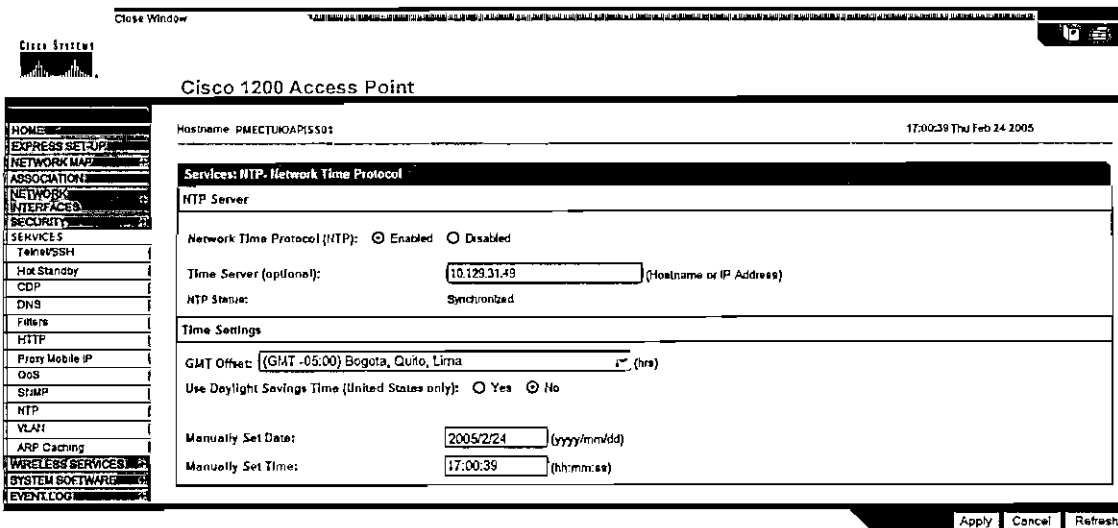 Close Window
CISCO SYSTEMS
Cisco 1200 Access Point
HOME
EXPRESS SET-UP
NETWORK MAP
ASSOCIATION
NETWORK
INTERFACES
SECURITY
SERVICES
Telnet/SSH
Hot Standby
CDP
DNS
Filters
HTTP
Proxy Mobile IP
QoS
SNMP
NTP
VLAN
ARP Caching
WIRELESS SERVICES
SYSTEM SOFTWARE
EVENT LOG
Hostname 17:00:39 Thu Feb 24 2005
Services: NTP- Network Time Protocol
NTP Server
Network Time Protocol (NTP): Enabled Disabled
Time Server (optional): 10.129.31.49 (Hostname or IP Address)
NTP Status: Synchronized
Time Settings
GMT Offset: (GMT -05:00) Bogota, Quito, Lima (hrs)
Use Daylight Savings Time (United States only): Yes No
Manually Set Date: 2005/2/24 (yyyy/mm/dd)
Manually Set Time: 17:00:39 (hh:mm:ss)
Apply Cancel Refresh